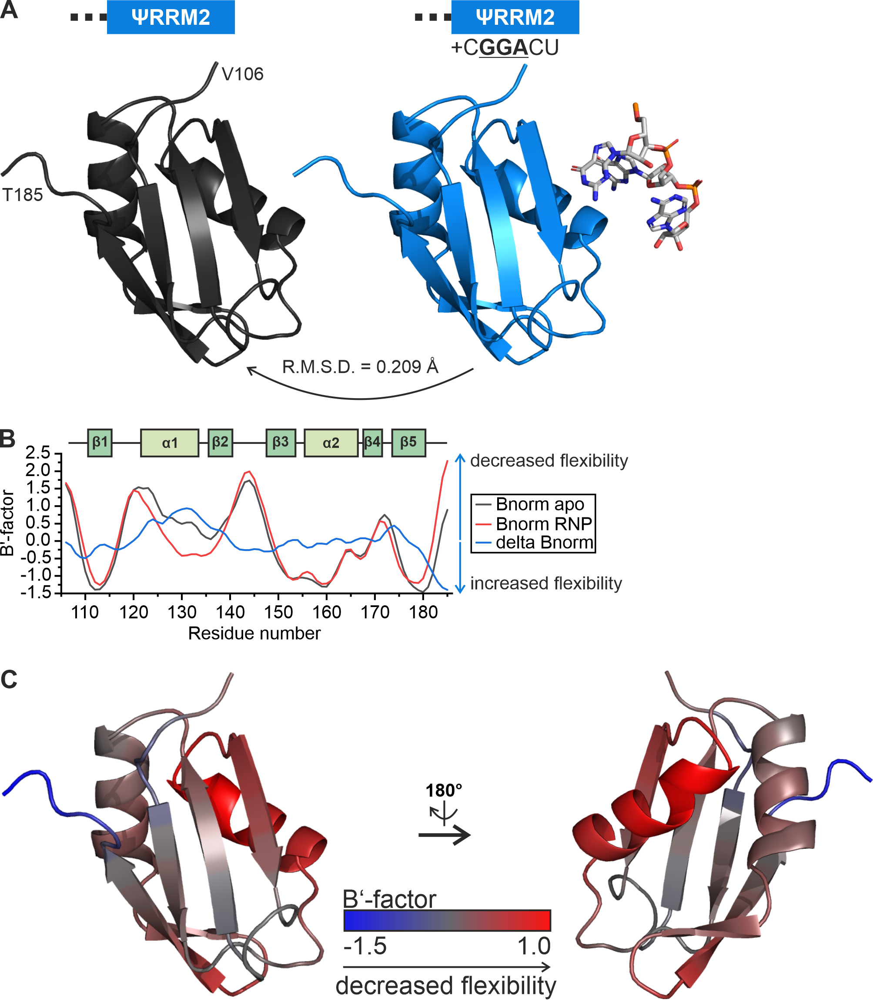 A
ΨRRM2
ΨRRM2
+CGGACU
V106
T185
R.M.S.D. = 0.209 Å
B
β1
α1
β2
β3
α2
β4
β5
2.5
2.0
1.5
1.0
0.5
0.0
-0.5
-1.0
-1.5
B'-factor
110 120 130 140 150 160 170 180
Residue number
decreased flexibility
Bnorm apo
Bnorm RNP
delta Bnorm
increased flexibility
C
180°
B‘-factor
-1.5 1.0
decreased flexibility